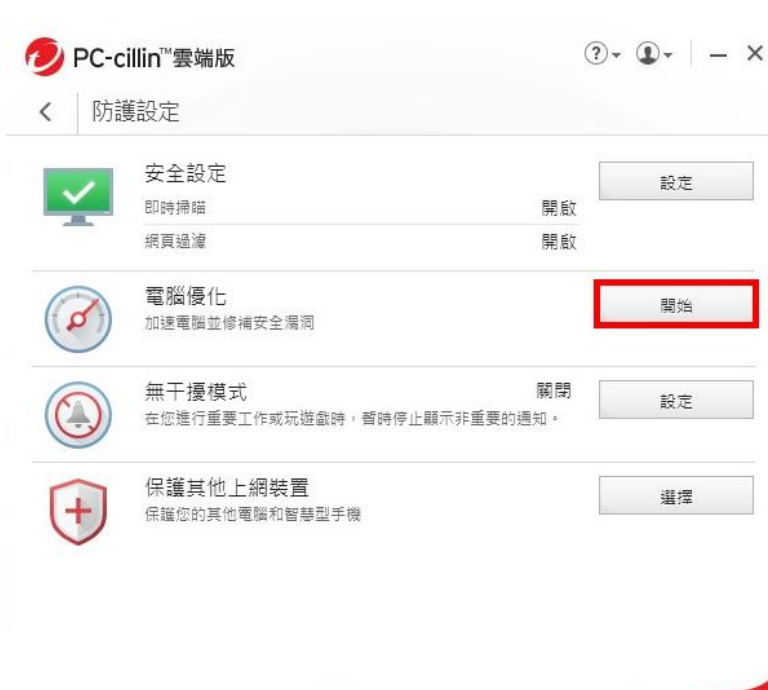 PC-cillin™雲端版
?
防護設定
安全設定
設定
即時掃瞄 開啟
網頁過濾 開啟
電腦優化
開始
加速電腦並修補安全漏洞
無干擾模式 關閉
設定
在您進行重要工作或玩遊戲時，暫時停止顯示非重要的通知。
保護其他上網裝置
選擇
保護您的其他電腦和智慧型手機